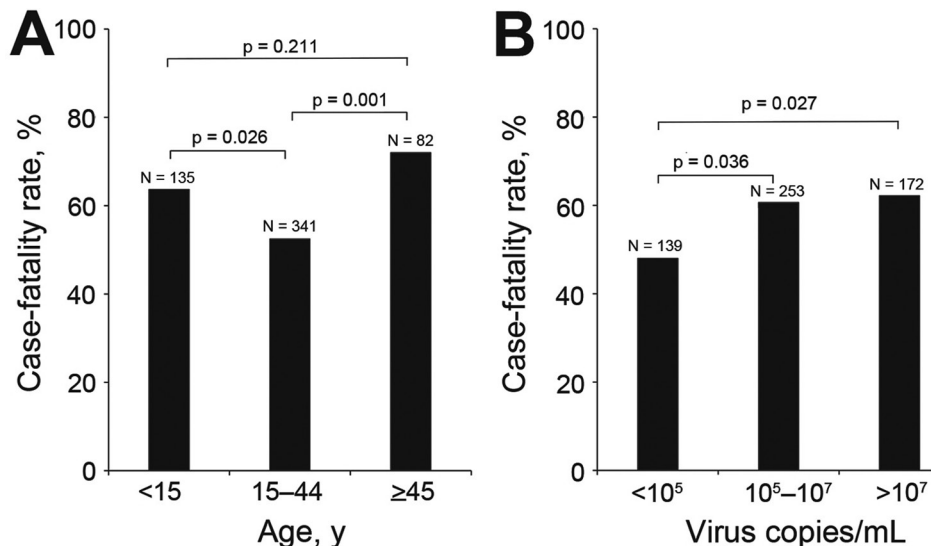 A
Case-fatality rate, %
100
80
60
40
20
0
p = 0.211
p = 0.001
p = 0.026
N = 82
N = 135
N = 341
<15 15–44 ≥45
Age, y
B
Case-fatality rate, %
100
80
60
40
20
0
p = 0.027
p = 0.036
N = 253 N = 172
N = 139
<10⁵ 10⁵–10⁷ >10⁷
Virus copies/mL